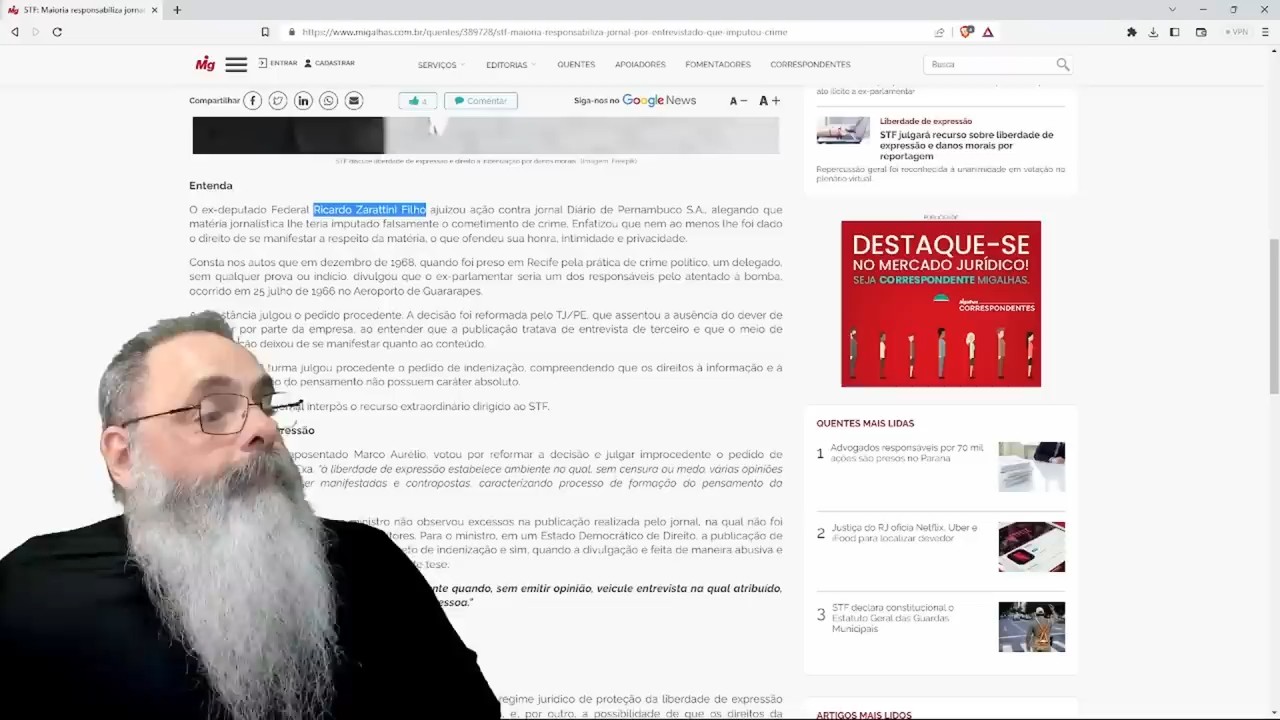 STF: Maioria responsabiliza jornal
https://www.migalhas.com.br/quentes/389728/stf-maioria-responsabiliza-jornal-por-entrevistado-que-imputou-crime
VPN
Mg
ENTRAR
CADASTRAR
SERVIÇOS
EDITORIAS
QUENTES
APOIADORES
FOMENTADORES
CORRESPONDENTES
Busca
Compartilhar
4
Comentar
Siga-nos no Google News
A −
A +
STF discute liberdade de expressão e direito a indenização por danos morais. (Imagem: Freepik)
Entenda
O ex-deputado Federal Ricardo Zarattini Filho ajuizou ação contra jornal Diário de Pernambuco S.A., alegando que
matéria jornalística lhe teria imputado falsamente o cometimento de crime. Enfatizou que nem ao menos lhe foi dado
o direito de se manifestar a respeito da matéria, o que ofendeu sua honra, intimidade e privacidade.
Consta nos autos que em dezembro de 1968, quando foi preso em Recife pela prática de crime político, um delegado,
sem qualquer prova ou indício, divulgou que o ex-parlamentar seria um dos responsáveis pelo atentado a bomba,
ocorrido em 25 julho de 1966 no Aeroporto de Guararapes.
procedente. A decisão foi reformada pelo TJ/PE, que assentou a ausência do dever de
por parte da empresa, ao entender que a publicação tratava de entrevista de terceiro e que o meio de
deixou de se manifestar quanto ao conteúdo.
turma julgou procedente o pedido de indenização, compreendendo que os direitos à informação e à
do pensamento não possuem caráter absoluto.
interpôs o recurso extraordinário dirigido ao STF.
Marco Aurélio, votou por reformar a decisão e julgar improcedente o pedido de
"a liberdade de expressão estabelece ambiente no qual, sem censura ou medo, várias opiniões
manifestadas e contrapostas, caracterizando processo de formação do pensamento da
não observou excessos na publicação realizada pelo jornal, na qual não foi
Para o ministro, em um Estado Democrático de Direito, a publicação de
de indenização e sim, quando a divulgação é feita de maneira abusiva e
tese:
quando, sem emitir opinião, veicule entrevista na qual atribuído,
regime jurídico de proteção da liberdade de expressão
e, por outro, a possibilidade de que os direitos da
ato ilícito a ex-parlamentar
Liberdade de expressão
STF julgará recurso sobre liberdade de
expressão e danos morais por
reportagem
Repercussão geral foi reconhecida à unanimidade em votação no
plenário virtual.
PUBLICIDADE
DESTAQUE-SE
NO MERCADO JURÍDICO!
SEJA CORRESPONDENTE MIGALHAS.
Migalhas
CORRESPONDENTES
QUENTES MAIS LIDAS
1 Advogados responsáveis por 70 mil
ações são presos no Paraná
2 Justiça do RJ oficia Netflix, Uber e
iFood para localizar devedor
3 STF declara constitucional o
Estatuto Geral das Guardas
Municipais
ARTIGOS MAIS LIDOS